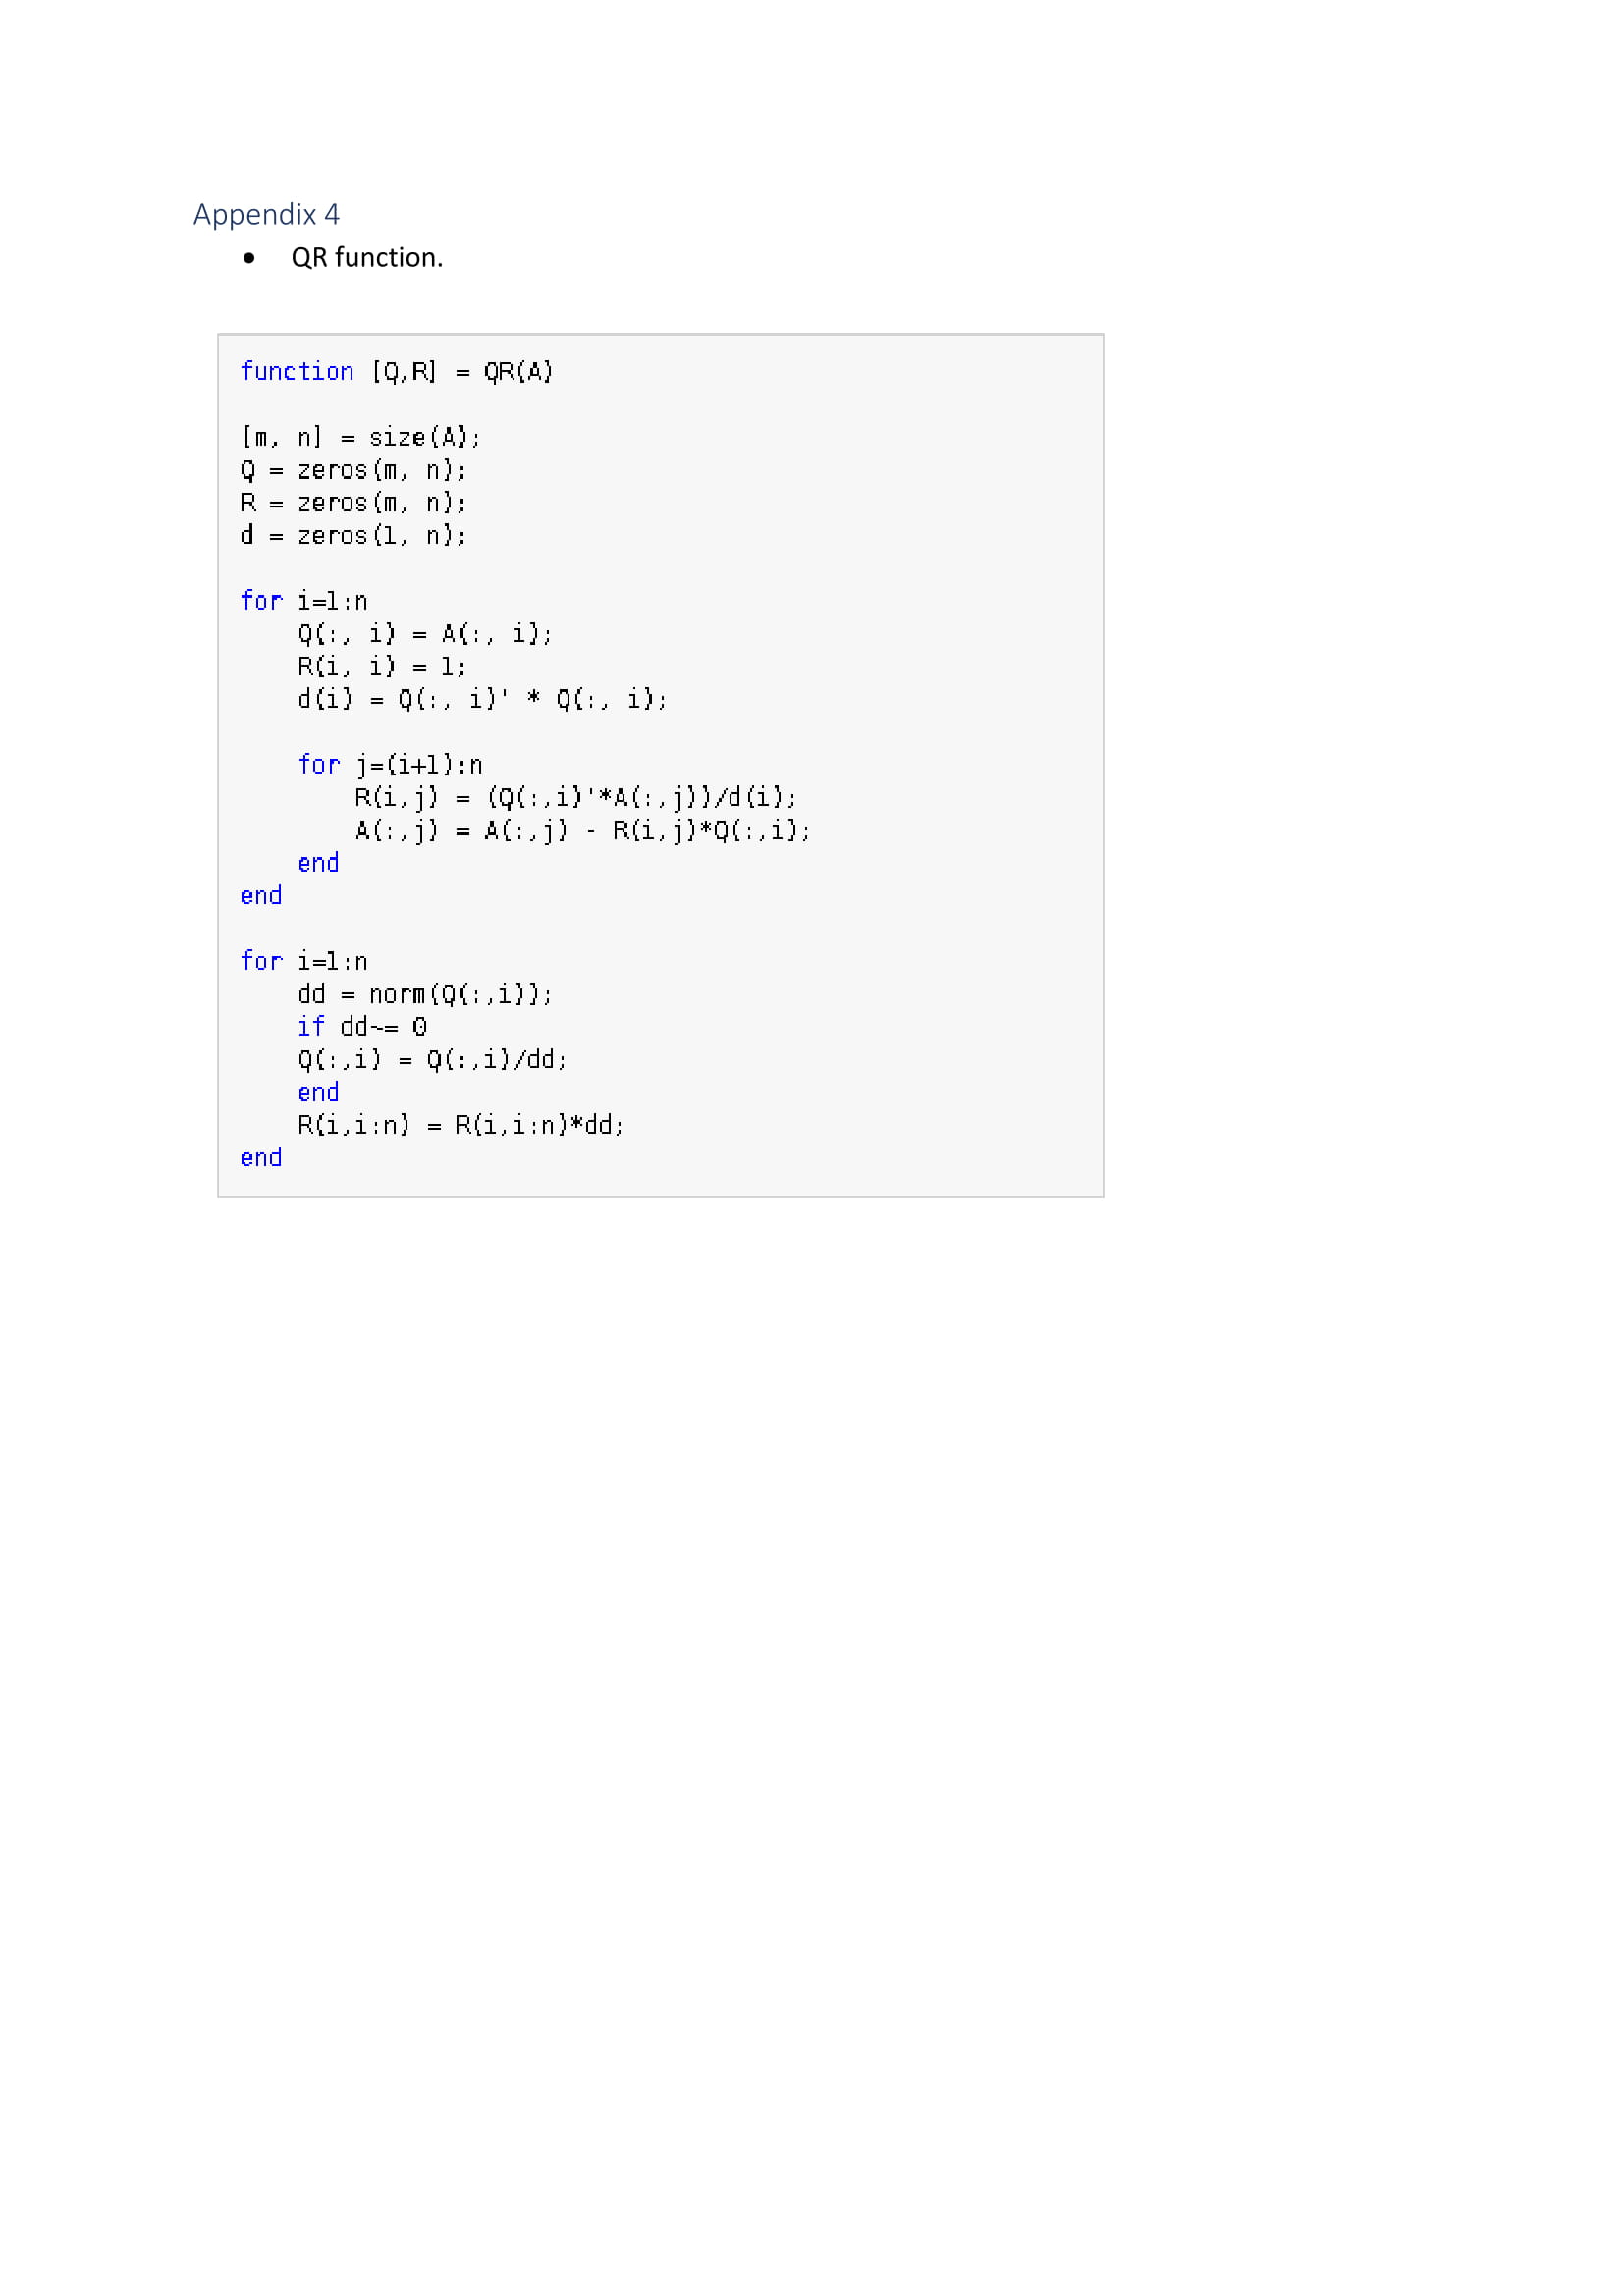 Appendix 4
• QR function.
function [Q,R] = QR(A)
[m, n] = size(A);
Q = zeros(m, n);
R = zeros(m, n);
d = zeros(1, n);
for i=1:n
    Q(:, i) = A(:, i);
    R(i, i) = 1;
    d(i) = Q(:, i)' * Q(:, i);
    for j=(i+1):n
        R(i,j) = (Q(:,i)'*A(:,j))/d(i);
        A(:,j) = A(:,j) - R(i,j)*Q(:,i);
    end
end
for i=1:n
    dd = norm(Q(:,i));
    if dd~= 0
    Q(:,i) = Q(:,i)/dd;
    end
    R(i,i:n) = R(i,i:n)*dd;
end